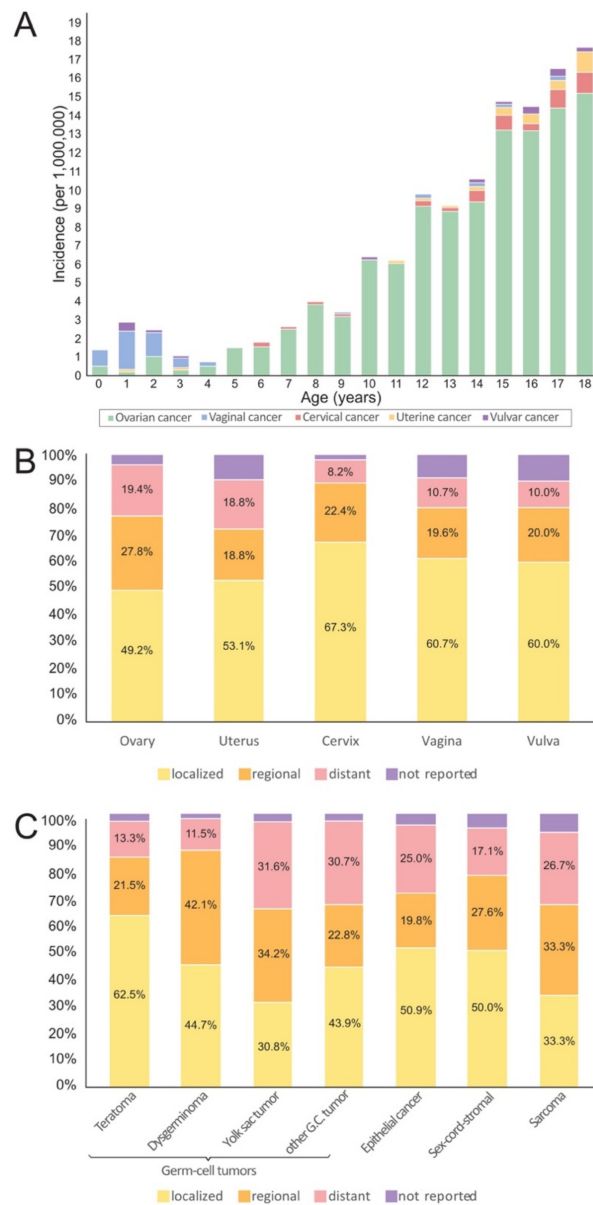 A
Incidence (per 1,000,000)
19
18
17
16
15
14
13
12
11
10
9
8
7
6
5
4
3
2
1
0
0 1 2 3 4 5 6 7 8 9 10 11 12 13 14 15 16 17 18
Age (years)
Ovarian cancer Vaginal cancer Cervical cancer Uterine cancer Vulvar cancer
B
100%
90%
80%
70%
60%
50%
40%
30%
20%
10%
0%
19.4% 18.8% 8.2% 10.7% 10.0%
27.8% 18.8% 22.4% 19.6% 20.0%
49.2% 53.1% 67.3% 60.7% 60.0%
Ovary Uterus Cervix Vagina Vulva
localized regional distant not reported
C
100%
90%
80%
70%
60%
50%
40%
30%
20%
10%
0%
13.3% 11.5% 31.6% 30.7% 25.0% 17.1% 26.7%
21.5% 42.1% 34.2% 22.8% 19.8% 27.6% 33.3%
62.5% 44.7% 30.8% 43.9% 50.9% 50.0% 33.3%
Teratoma Dysgerminoma Yolk sac tumor other G.C. tumor Epithelial cancer Sex-cord-stromal Sarcoma
Germ-cell tumors
localized regional distant not reported